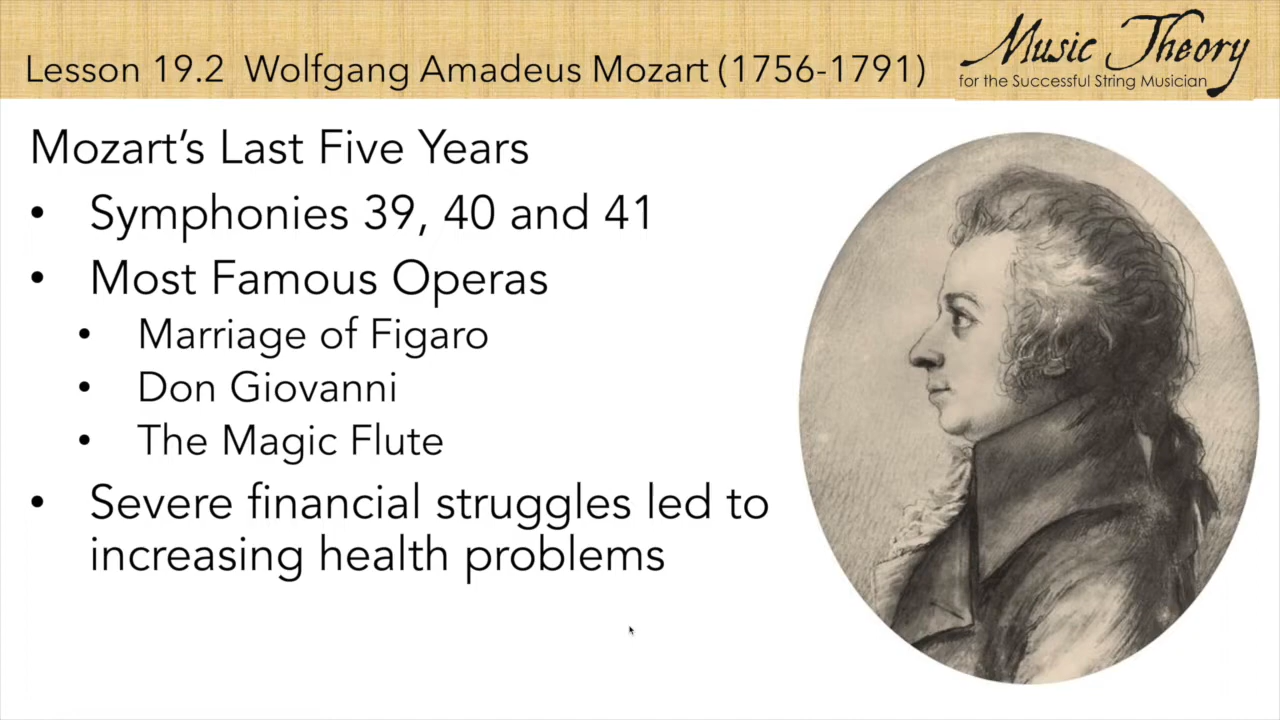 Lesson 19.2 Wolfgang Amadeus Mozart (1756-1791)
Music Theory
for the Successful String Musician
Mozart’s Last Five Years
• Symphonies 39, 40 and 41
• Most Famous Operas
• Marriage of Figaro
• Don Giovanni
• The Magic Flute
• Severe financial struggles led to
increasing health problems